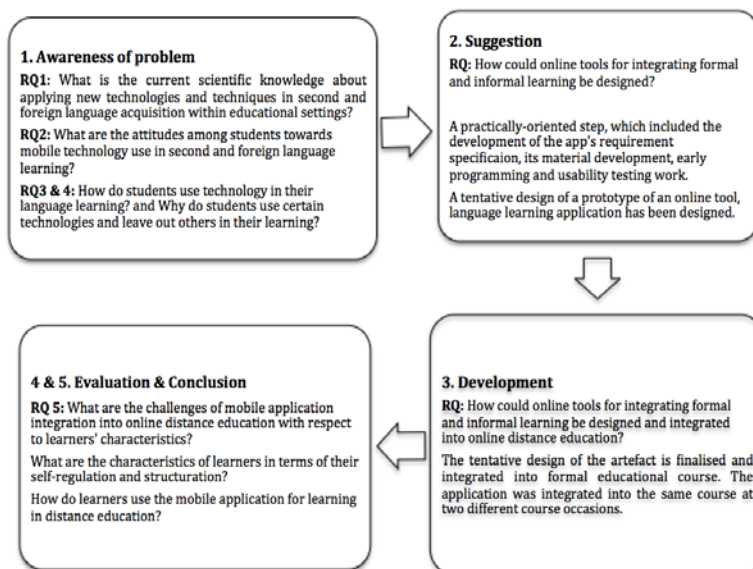 1. Awareness of problem
RQ1: What is the current scientific knowledge about
applying new technologies and techniques in second and
foreign language acquisition within educational settings?
RQ2: What are the attitudes among students towards
mobile technology use in second and foreign language
learning?
RQ3 & 4: How do students use technology in their
language learning? and Why do students use certain
technologies and leave out others in their learning?
2. Suggestion
RQ: How could online tools for integrating formal
and informal learning be designed?
A practically-oriented step, which included the
development of the app's requirement
specificaion, its material development, early
programming and usability testing work.
A tentative design of a prototype of an online tool,
language learning application has been designed.
3. Development
RQ: How could online tools for integrating formal
and informal learning be designed and integrated
into online distance education?
The tentative design of the artefact is finalised and
integrated into formal educational course. The
application was integrated into the same course at
two different course occasions.
4 & 5. Evaluation & Conclusion
RQ 5: What are the challenges of mobile application
integration into online distance education with respect
to learners' characteristics?
What are the characteristics of learners in terms of their
self-regulation and structuration?
How do learners use the mobile application for learning
in distance education?